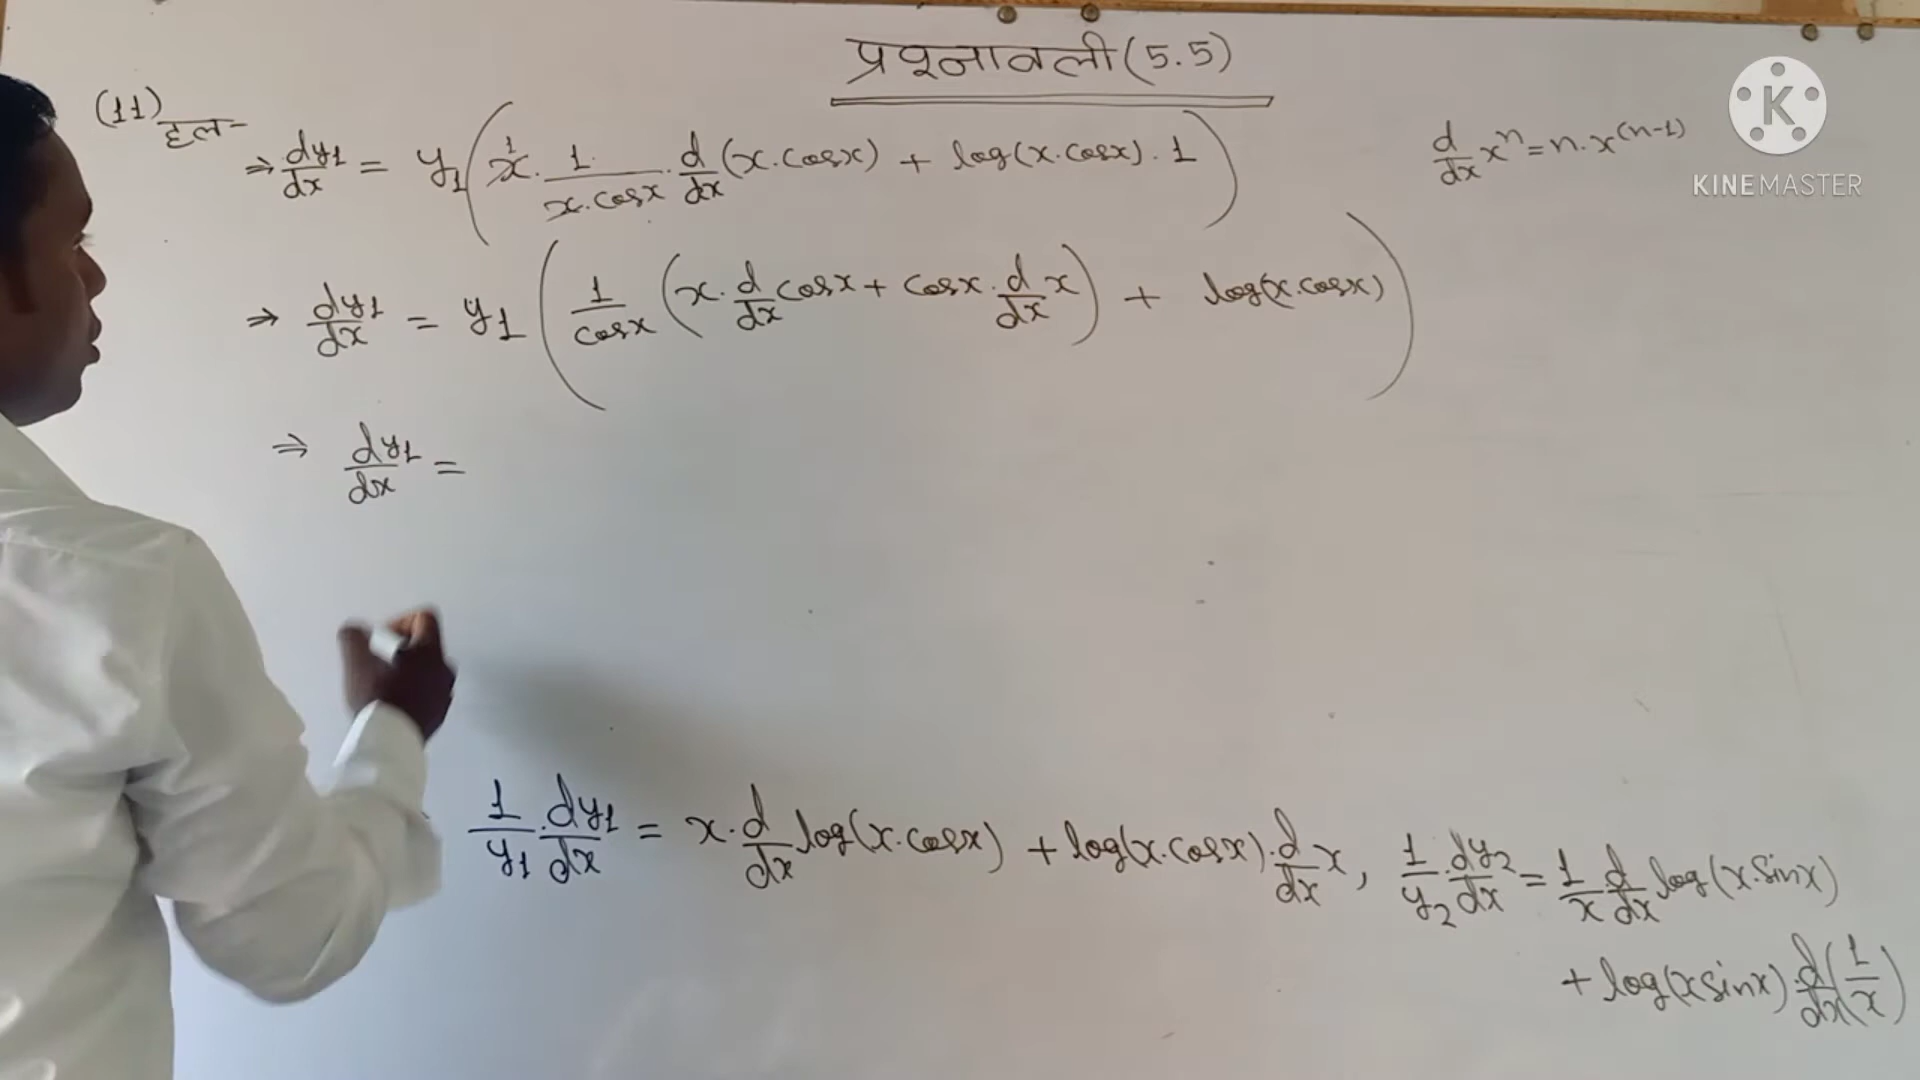 प्रश्नावली (5.5)
(11) हल-
⇒ dy₁/dx = y₁ ( x̶ ¹ · 1/(x̶·cosx) · d/dx (x·cosx) + log(x·cosx) · 1 )
d/dx xⁿ = n·x^(n-1)
⇒ dy₁/dx = y₁ ( 1/cosx ( x · d/dx cosx + cosx · d/dx x ) + log(x·cosx) )
⇒ dy₁/dx =
1/y₁ · dy₁/dx = x · d/dx log(x·cosx) + log(x·cosx) · d/dx x , 1/y₂ · dy₂/dx = 1/x · d/dx log(x·sinx)
+ log(x sinx) · d/dx (1/x)
K
KINEMASTER